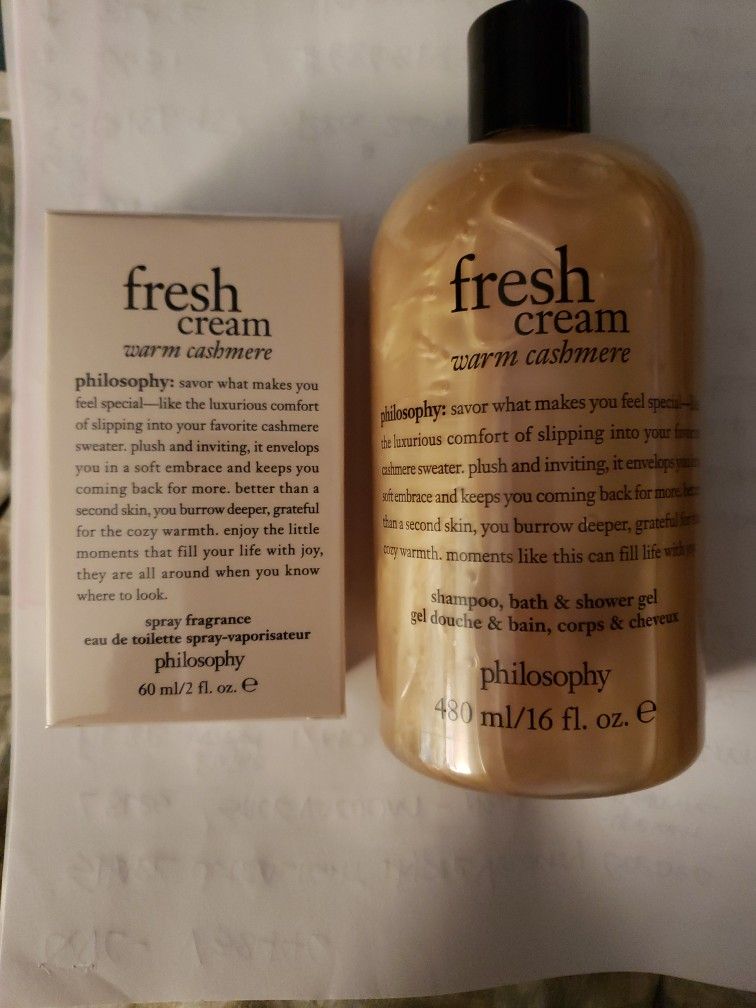 fresh
cream
warm cashmere
philosophy: savor what makes you
feel special—like the luxurious comfort
of slipping into your favorite cashmere
sweater. plush and inviting, it envelops
you in a soft embrace and keeps you
coming back for more. better than a
second skin, you burrow deeper, grateful
for the cozy warmth. enjoy the little
moments that fill your life with joy,
they are all around when you know
where to look.
spray fragrance
eau de toilette spray-vaporisateur
philosophy
60 ml/2 fl. oz. e
fresh
cream
warm cashmere
philosophy: savor what makes you feel special—
the luxurious comfort of slipping into your
cashmere sweater. plush and inviting, it envelops you
soft embrace and keeps you coming back for more.
than a second skin, you burrow deeper, grateful for
cozy warmth. moments like this can fill life with
shampoo, bath & shower gel
gel douche & bain, corps & cheveux
philosophy
480 ml/16 fl. oz. e